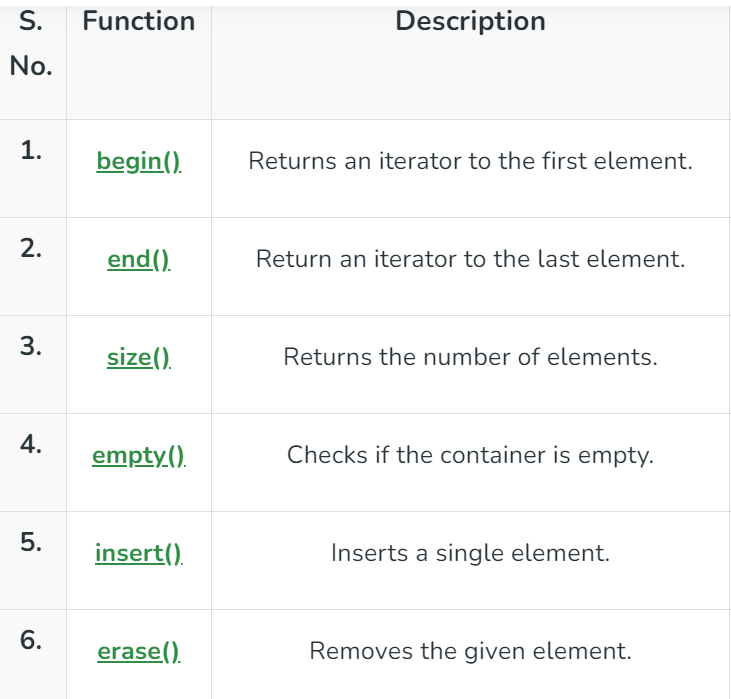 S. No. Function Description
1. begin() Returns an iterator to the first element.
2. end() Return an iterator to the last element.
3. size() Returns the number of elements.
4. empty() Checks if the container is empty.
5. insert() Inserts a single element.
6. erase() Removes the given element.